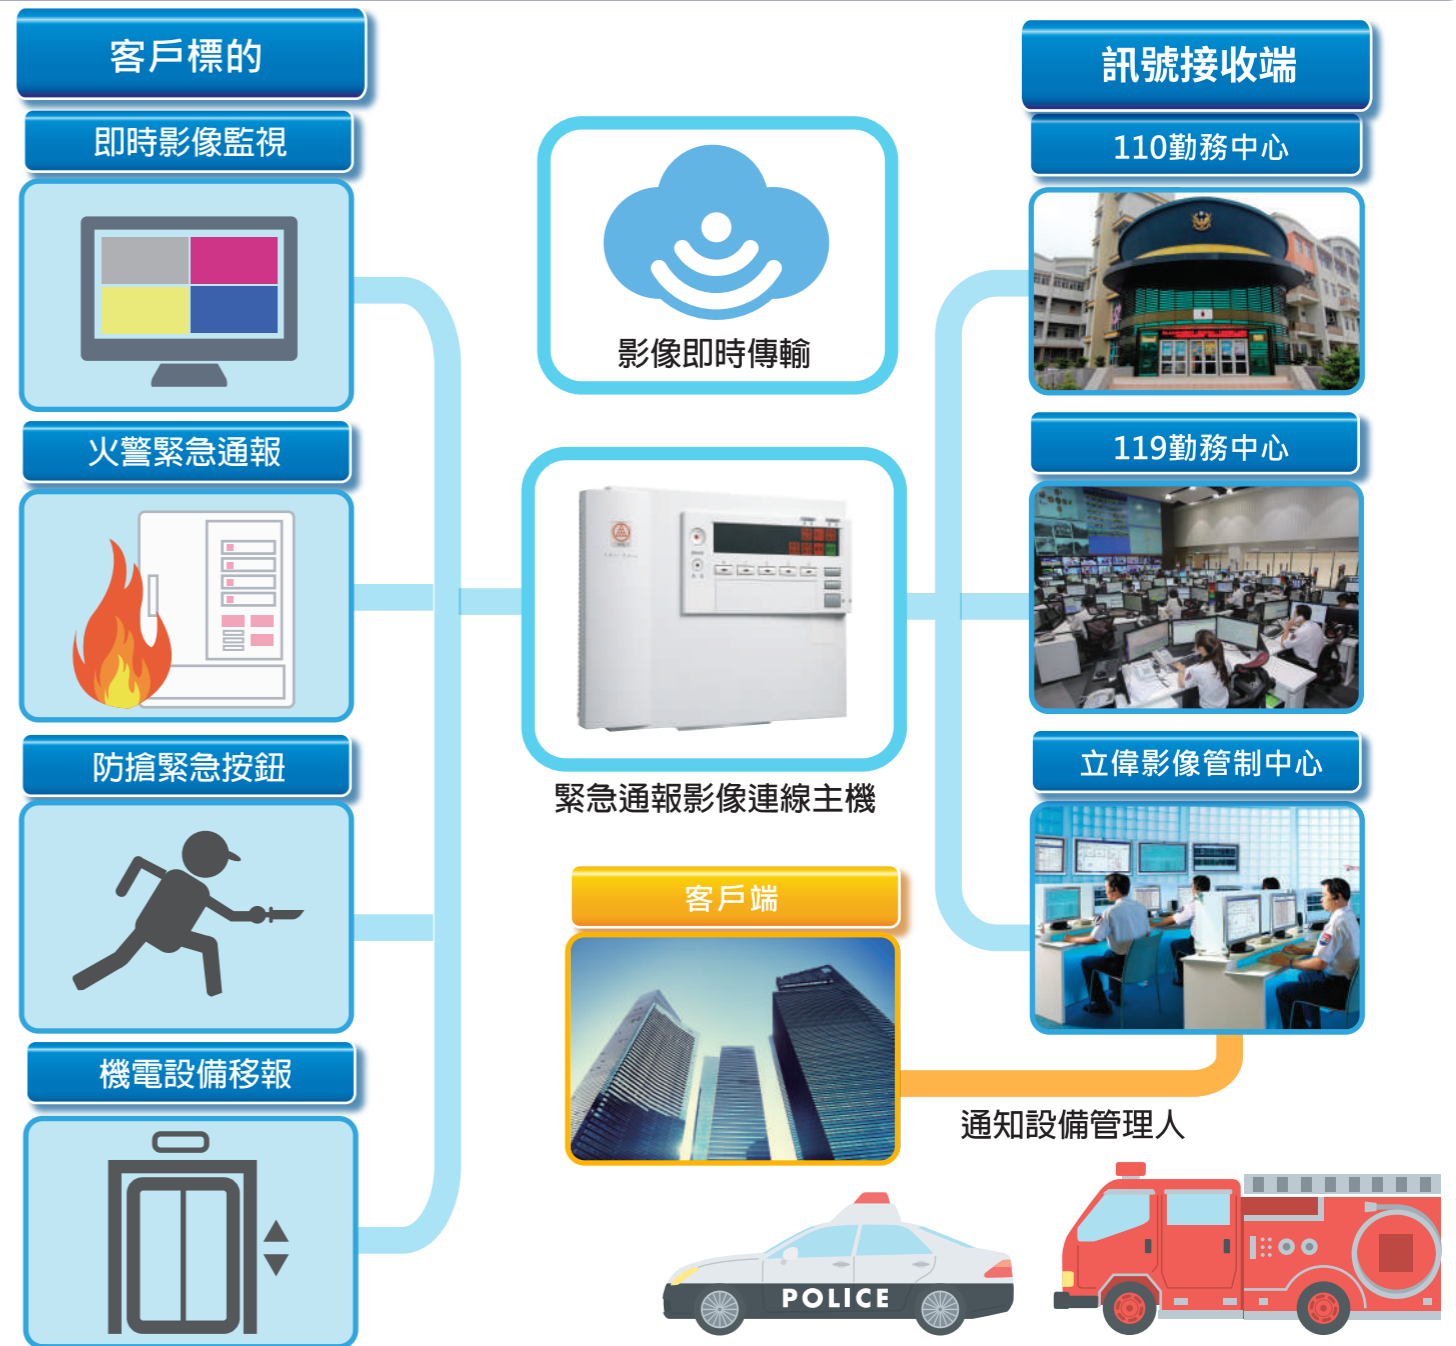 客戶標的
即時影像監視
火警緊急通報
防搶緊急按鈕
機電設備移報
影像即時傳輸
緊急通報影像連線主機
客戶端
訊號接收端
110勤務中心
119勤務中心
立偉影像管制中心
通知設備管理人
POLICE